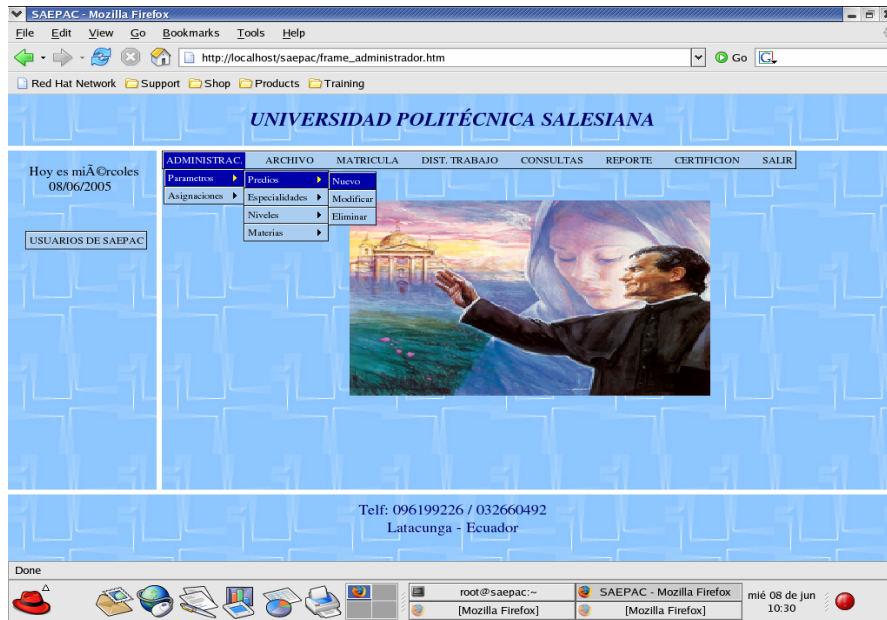 SAEPAC - Mozilla Firefox
File Edit View Go Bookmarks Tools Help
http://localhost/saepac/frame_administrador.htm
Go
Red Hat Network Support Shop Products Training
UNIVERSIDAD POLITÉCNICA SALESIANA
Hoy es miÃ©rcoles
08/06/2005
USUARIOS DE SAEPAC
ADMINISTRAC. ARCHIVO MATRICULA DIST. TRABAJO CONSULTAS REPORTE CERTIFICION SALIR
Parametros Predios Nuevo
Asignaciones Especialidades Modificar
Niveles Eliminar
Materias
Telf: 096199226 / 032660492
Latacunga - Ecuador
Done
root@saepac:~ SAEPAC - Mozilla Firefox
[Mozilla Firefox] [Mozilla Firefox]
mié 08 de jun
10:30